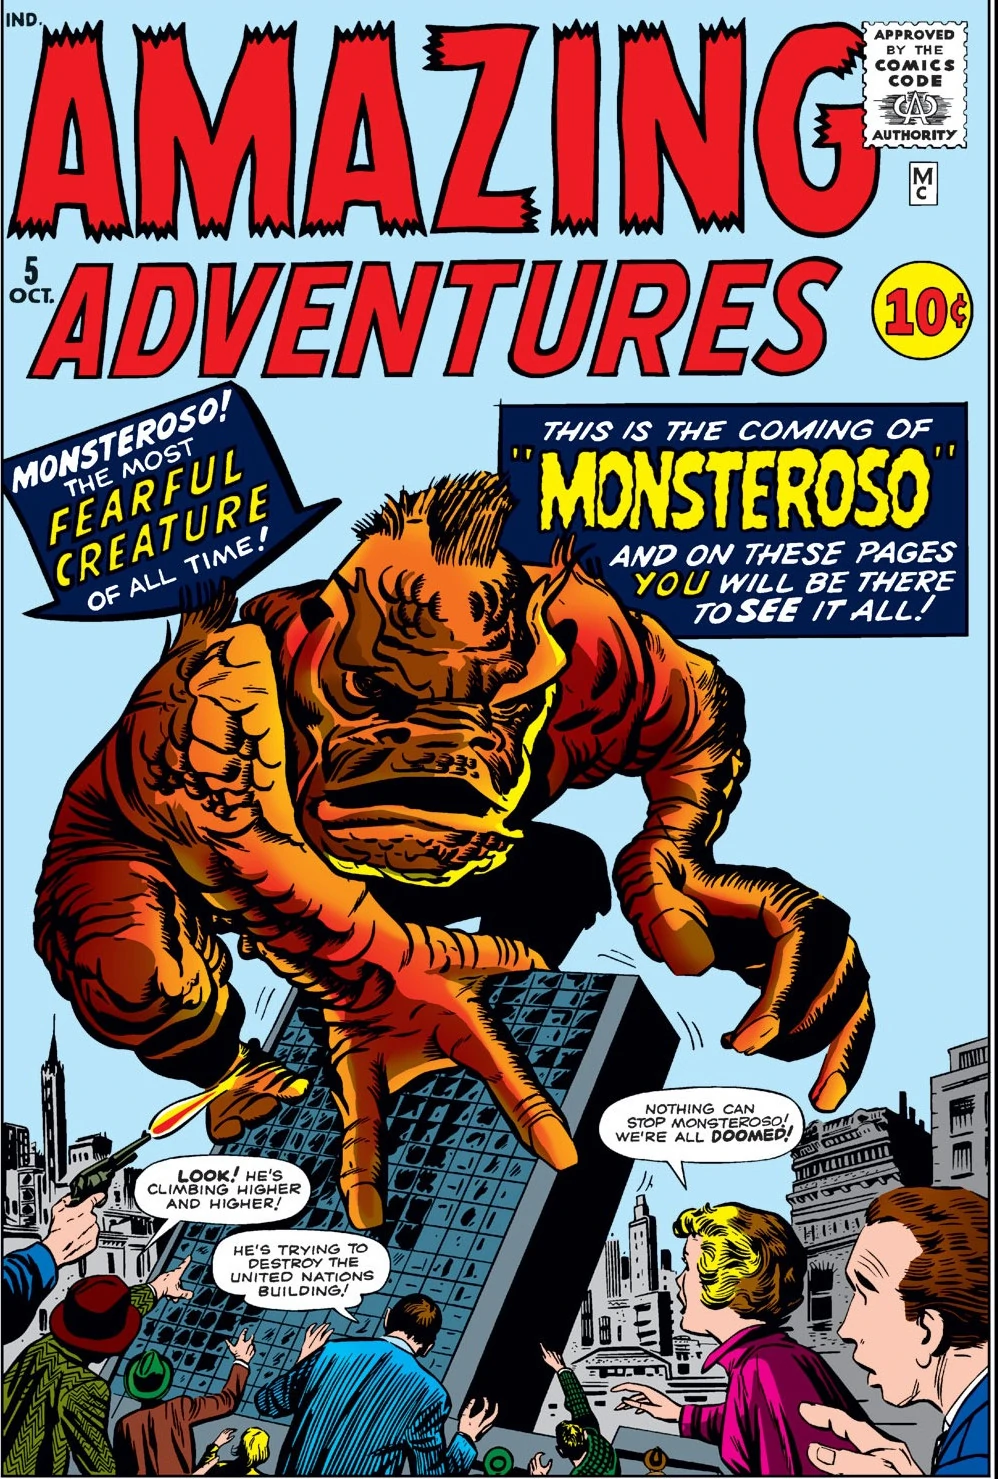 IND.
AMAZING
ADVENTURES
APPROVED
BY THE
COMICS
CODE
CA
AUTHORITY
M
C
5
OCT.
10¢
MONSTEROSO!
THE MOST
FEARFUL
CREATURE
OF ALL TIME!
THIS IS THE COMING OF
"MONSTEROSO"
AND ON THESE PAGES
YOU WILL BE THERE
TO SEE IT ALL!
NOTHING CAN
STOP MONSTEROSO!
WE'RE ALL DOOMED!
LOOK! HE'S
CLIMBING HIGHER
AND HIGHER!
HE'S TRYING TO
DESTROY THE
UNITED NATIONS
BUILDING!